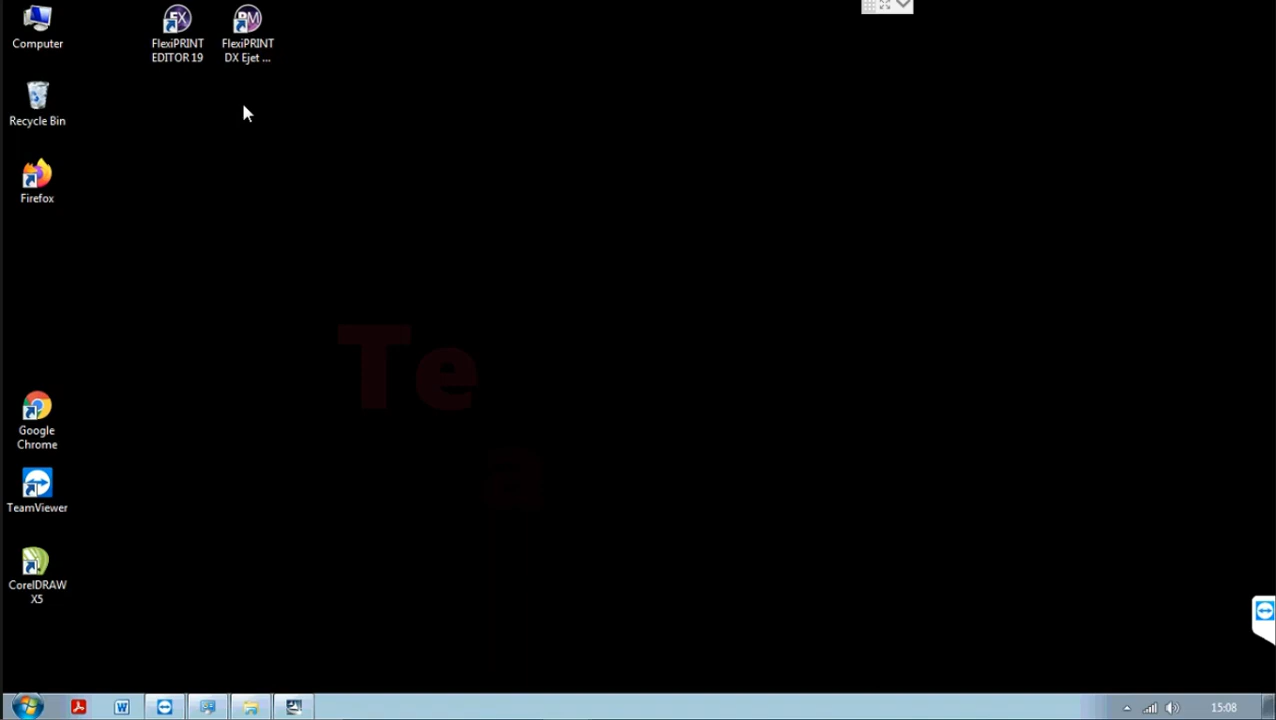 Computer
FlexiPRINT
EDITOR 19
FlexiPRINT
DX Ejet ...
Recycle Bin
Firefox
Te
a
Google
Chrome
TeamViewer
CorelDRAW
X5
15:08